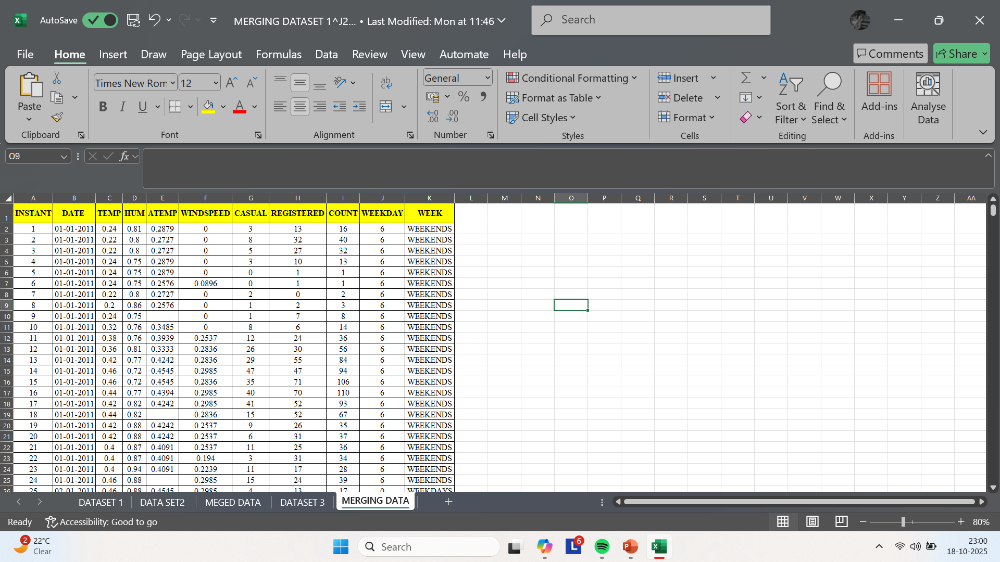 AutoSave MERGING DATASET 1^J2... • Last Modified: Mon at 11:46 Search
File Home Insert Draw Page Layout Formulas Data Review View Automate Help Comments Share
Paste
Clipboard
Times New Rom 12
B I U A
Font
ab
Alignment
General
% 9
←0 .00 .00 →0
Number
Conditional Formatting
Format as Table
Cell Styles
Styles
Insert
Delete
Format
Cells
Σ
Sort & Filter
Find & Select
Editing
Add-ins
Add-ins
Analyse Data
O9 fx
A B C D E F G H I J K L M N O P Q R S T U V W X Y Z AA
1 INSTANT DATE TEMP HUM ATEMP WINDSPEED CASUAL REGISTERED COUNT WEEKDAY WEEK
2 1 01-01-2011 0.24 0.81 0.2879 0 3 13 16 6 WEEKENDS
3 2 01-01-2011 0.22 0.8 0.2727 0 8 32 40 6 WEEKENDS
4 3 01-01-2011 0.22 0.8 0.2727 0 5 27 32 6 WEEKENDS
5 4 01-01-2011 0.24 0.75 0.2879 0 3 10 13 6 WEEKENDS
6 5 01-01-2011 0.24 0.75 0.2879 0 0 1 1 6 WEEKENDS
7 6 01-01-2011 0.24 0.75 0.2576 0.0896 0 1 1 6 WEEKENDS
8 7 01-01-2011 0.22 0.8 0.2727 0 2 0 2 6 WEEKENDS
9 8 01-01-2011 0.2 0.86 0.2576 0 1 2 3 6 WEEKENDS
10 9 01-01-2011 0.24 0.75 0 1 7 8 6 WEEKENDS
11 10 01-01-2011 0.32 0.76 0.3485 0 8 6 14 6 WEEKENDS
12 11 01-01-2011 0.38 0.76 0.3939 0.2537 12 24 36 6 WEEKENDS
13 12 01-01-2011 0.36 0.81 0.3333 0.2836 26 30 56 6 WEEKENDS
14 13 01-01-2011 0.42 0.77 0.4242 0.2836 29 55 84 6 WEEKENDS
15 14 01-01-2011 0.46 0.72 0.4545 0.2985 47 47 94 6 WEEKENDS
16 15 01-01-2011 0.46 0.72 0.4545 0.2836 35 71 106 6 WEEKENDS
17 16 01-01-2011 0.44 0.77 0.4394 0.2985 40 70 110 6 WEEKENDS
18 17 01-01-2011 0.42 0.82 0.4242 0.2985 41 52 93 6 WEEKENDS
19 18 01-01-2011 0.44 0.82 0.2836 15 52 67 6 WEEKENDS
20 19 01-01-2011 0.42 0.88 0.4242 0.2537 9 26 35 6 WEEKENDS
21 20 01-01-2011 0.42 0.88 0.4242 0.2537 6 31 37 6 WEEKENDS
22 21 01-01-2011 0.4 0.87 0.4091 0.2537 11 25 36 6 WEEKENDS
23 22 01-01-2011 0.4 0.87 0.4091 0.194 3 31 34 6 WEEKENDS
24 23 01-01-2011 0.4 0.94 0.4091 0.2239 11 17 28 6 WEEKENDS
25 24 01-01-2011 0.46 0.88 0.2985 15 24 39 6 WEEKENDS
26 25 02-01-2011 0.46 0.88 0.4545 0.2985 4 13 17 0 WEEKDAYS
DATASET 1 DATA SET2 MEGED DATA DATASET 3 MERGING DATA
Ready Accessibility: Good to go 80%
2 22°C
Clear
Search
6
23:00
18-10-2025